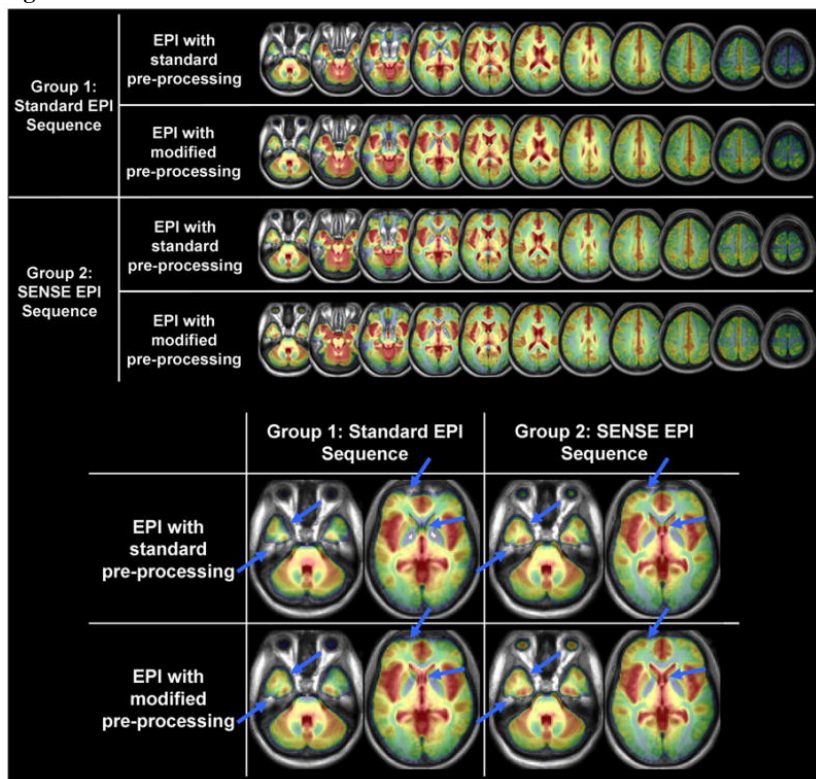 EPI with
standard
pre-processing
Group 1:
Standard EPI
Sequence
EPI with
modified
pre-processing
EPI with
standard
pre-processing
Group 2:
SENSE EPI
Sequence
EPI with
modified
pre-processing
Group 1: Standard EPI
Sequence
Group 2: SENSE EPI
Sequence
EPI with
standard
pre-processing
EPI with
modified
pre-processing